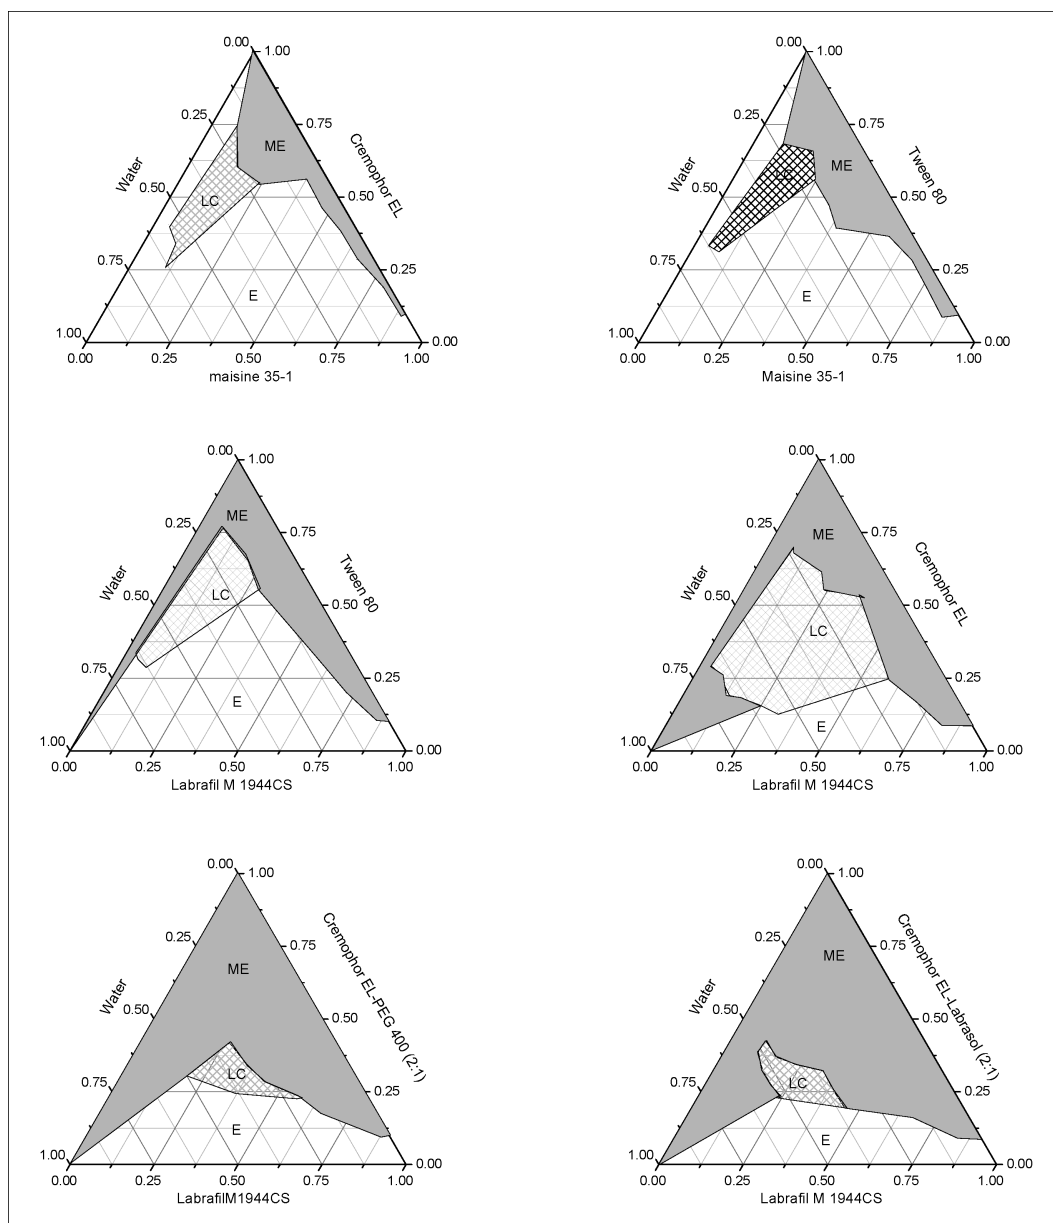 0.00
1.00
0.00
1.00
0.25
0.75
0.25
0.75
ME
Cremophor EL
ME
Tween 80
Water
Water
LC
LC
0.50
0.50
0.50
0.50
0.75
0.25
0.75
0.25
E
E
1.00
0.00
1.00
0.00
0.00
0.25
0.50
0.75
1.00
0.00
0.25
0.50
0.75
1.00
maisine 35-1
Maisine 35-1
0.00
1.00
0.00
1.00
ME
ME
0.25
0.75
0.25
0.75
Water
Tween 80
Water
Cremophor EL
LC
LC
0.50
0.50
0.50
0.50
0.75
0.25
0.75
0.25
E
E
1.00
0.00
1.00
0.00
0.00
0.25
0.50
0.75
1.00
0.00
0.25
0.50
0.75
1.00
Labrafil M 1944CS
Labrafil M 1944CS
0.00
1.00
0.00
1.00
0.25
0.75
0.25
0.75
ME
ME
Water
Cremophor EL-PEG 400 (2:1)
Water
Cremophor EL-Labrasol (2:1)
0.50
0.50
0.50
0.50
LC
LC
0.75
0.25
0.75
0.25
E
E
1.00
0.00
1.00
0.00
0.00
0.25
0.50
0.75
1.00
0.00
0.25
0.50
0.75
1.00
LabrafilM1944CS
Labrafil M 1944CS